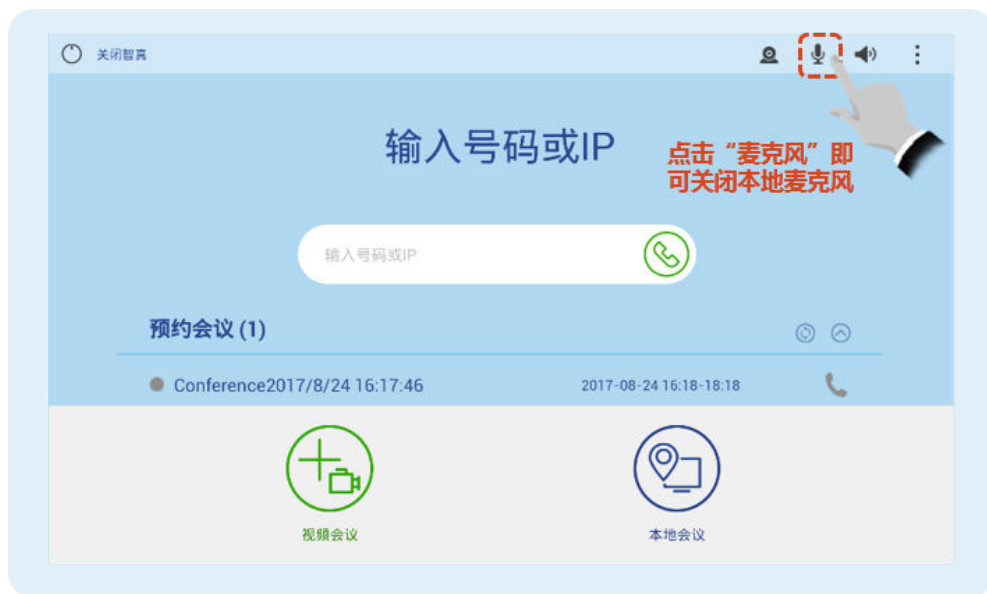 关闭智真
输入号码或IP
点击“麦克风”即
可关闭本地麦克风
输入号码或IP
预约会议 (1)
Conference2017/8/24 16:17:46
2017-08-24 16:18-18:18
视频会议
本地会议